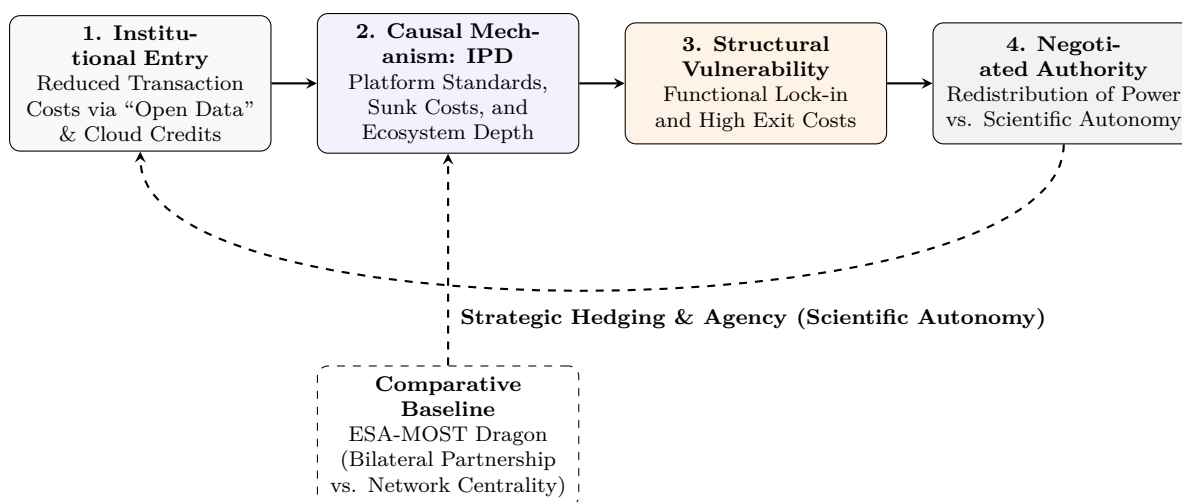 1. Institu-
tional Entry
Reduced Transaction
Costs via “Open Data”
& Cloud Credits
2. Causal Mech-
anism: IPD
Platform Standards,
Sunk Costs, and
Ecosystem Depth
3. Structural
Vulnerability
Functional Lock-in
and High Exit Costs
4. Negoti-
ated Authority
Redistribution of Power
vs. Scientific Autonomy
Strategic Hedging & Agency (Scientific Autonomy)
Comparative
Baseline
ESA-MOST Dragon
(Bilateral Partnership
vs. Network Centrality)